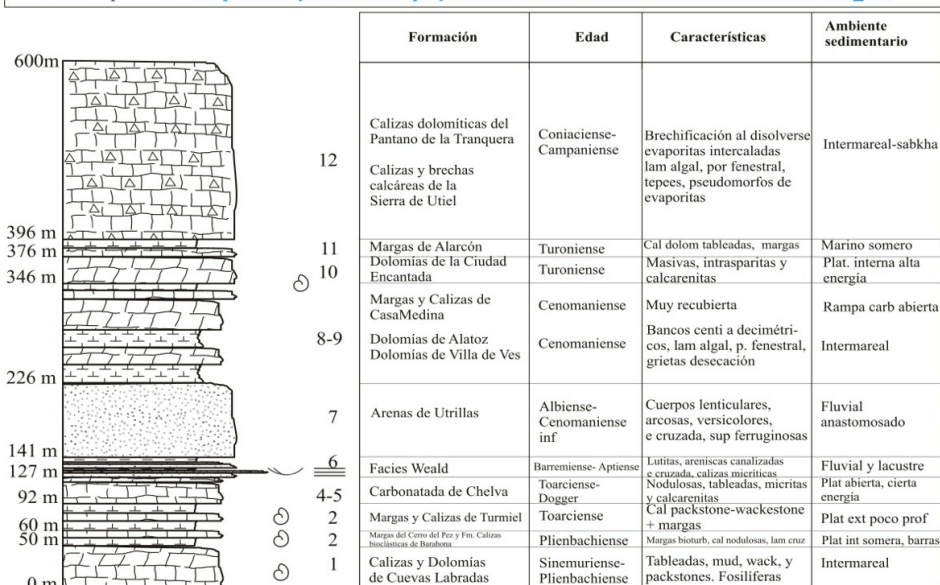 Formación
Edad
Características
Ambiente
sedimentario
600m
12
Calizas dolomíticas del
Pantano de la Tranquera
Calizas y brechas
calcáreas de la
Sierra de Utiel
Coniaciense-
Campaniense
Brechificación al disolverse
evaporitas intercaladas
lam algal, por fenestral,
tepees, pseudomorfos de
evaporitas
Intermareal-sabkha
396 m
376 m
11
Margas de Alarcón
Turoniense
Cal dolom tableadas, margas
Marino somero
346 m
10
Dolomías de la Ciudad
Encantada
Turoniense
Masivas, intrasparitas y
calcarenitas
Plat. interna alta
energía
8-9
Margas y Calizas de
CasaMedina
Cenomaniense
Muy recubierta
Rampa carb abierta
Dolomías de Alatoz
Dolomías de Villa de Ves
Cenomaniense
Bancos centi a decimétri-
cos, lam algal, p. fenestral,
grietas desecación
Intermareal
226 m
7
Arenas de Utrillas
Albiense-
Cenomaniense
inf
Cuerpos lenticulares,
arcosas, versicolores,
e cruzada, sup ferruginosas
Fluvial
anastomosado
141 m
127 m
6
Facies Weald
Barremiense- Aptiense
Lutitas, areniscas canalizadas
e cruzada, calizas micríticas
Fluvial y lacustre
92 m
4-5
Carbonatada de Chelva
Toarciense-
Dogger
Nodulosas, tableadas, micritas
y calcarenitas
Plat abierta, cierta
energía
60 m
2
Margas y Calizas de Turmiel
Toarciense
Cal packstone-wackestone
+ margas
Plat ext poco prof
50 m
2
Margas del Cerro del Pez y Fm. Calizas
bioclásticas de Barahona
Plienbachiense
Margas bioturb, cal nodulosas, lam cruz
Plat int somera, barras
1
Calizas y Dolomías
de Cuevas Labradas
Sinemuriense-
Plienbachiense
Tableadas, mud, wack, y
packstones. Fosilíferas
Intermareal
0 m